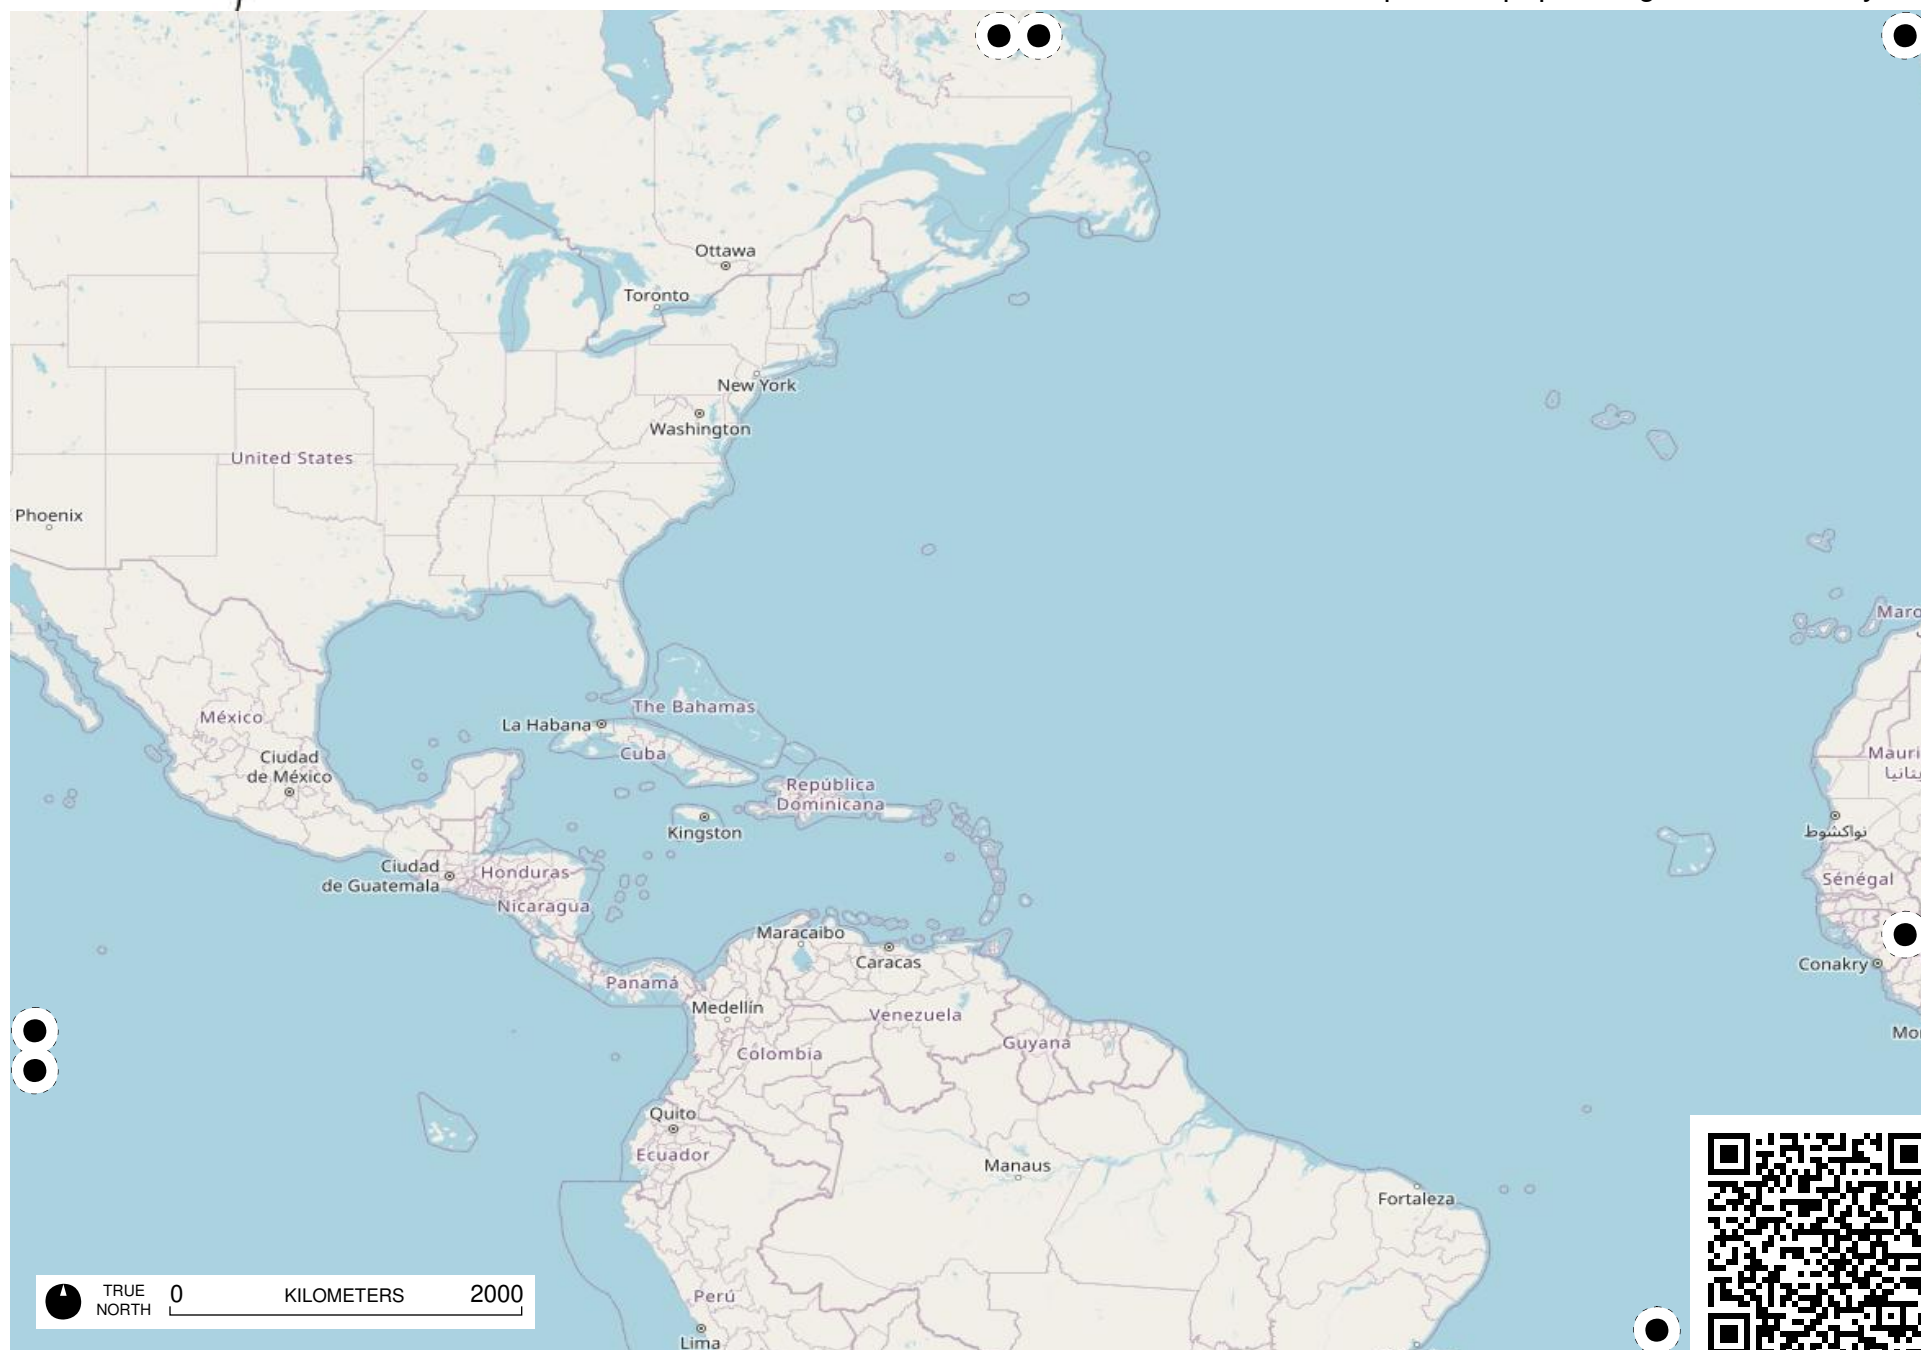 Ottawa
Toronto
New York
Washington
United States
Phoenix
México
Ciudad
de México
La Habana
The Bahamas
Cuba
República
Dominicana
Kingston
Ciudad
de Guatemala
Honduras
Nicaragua
نواكشوط
Sénégal
Maracaibo
Caracas
Conakry
Panamá
Medellín
Venezuela
Guyana
Colombia
Quito
Ecuador
Manaus
Fortaleza
Perú
Lima
TRUE
NORTH
0 KILOMETERS 2000